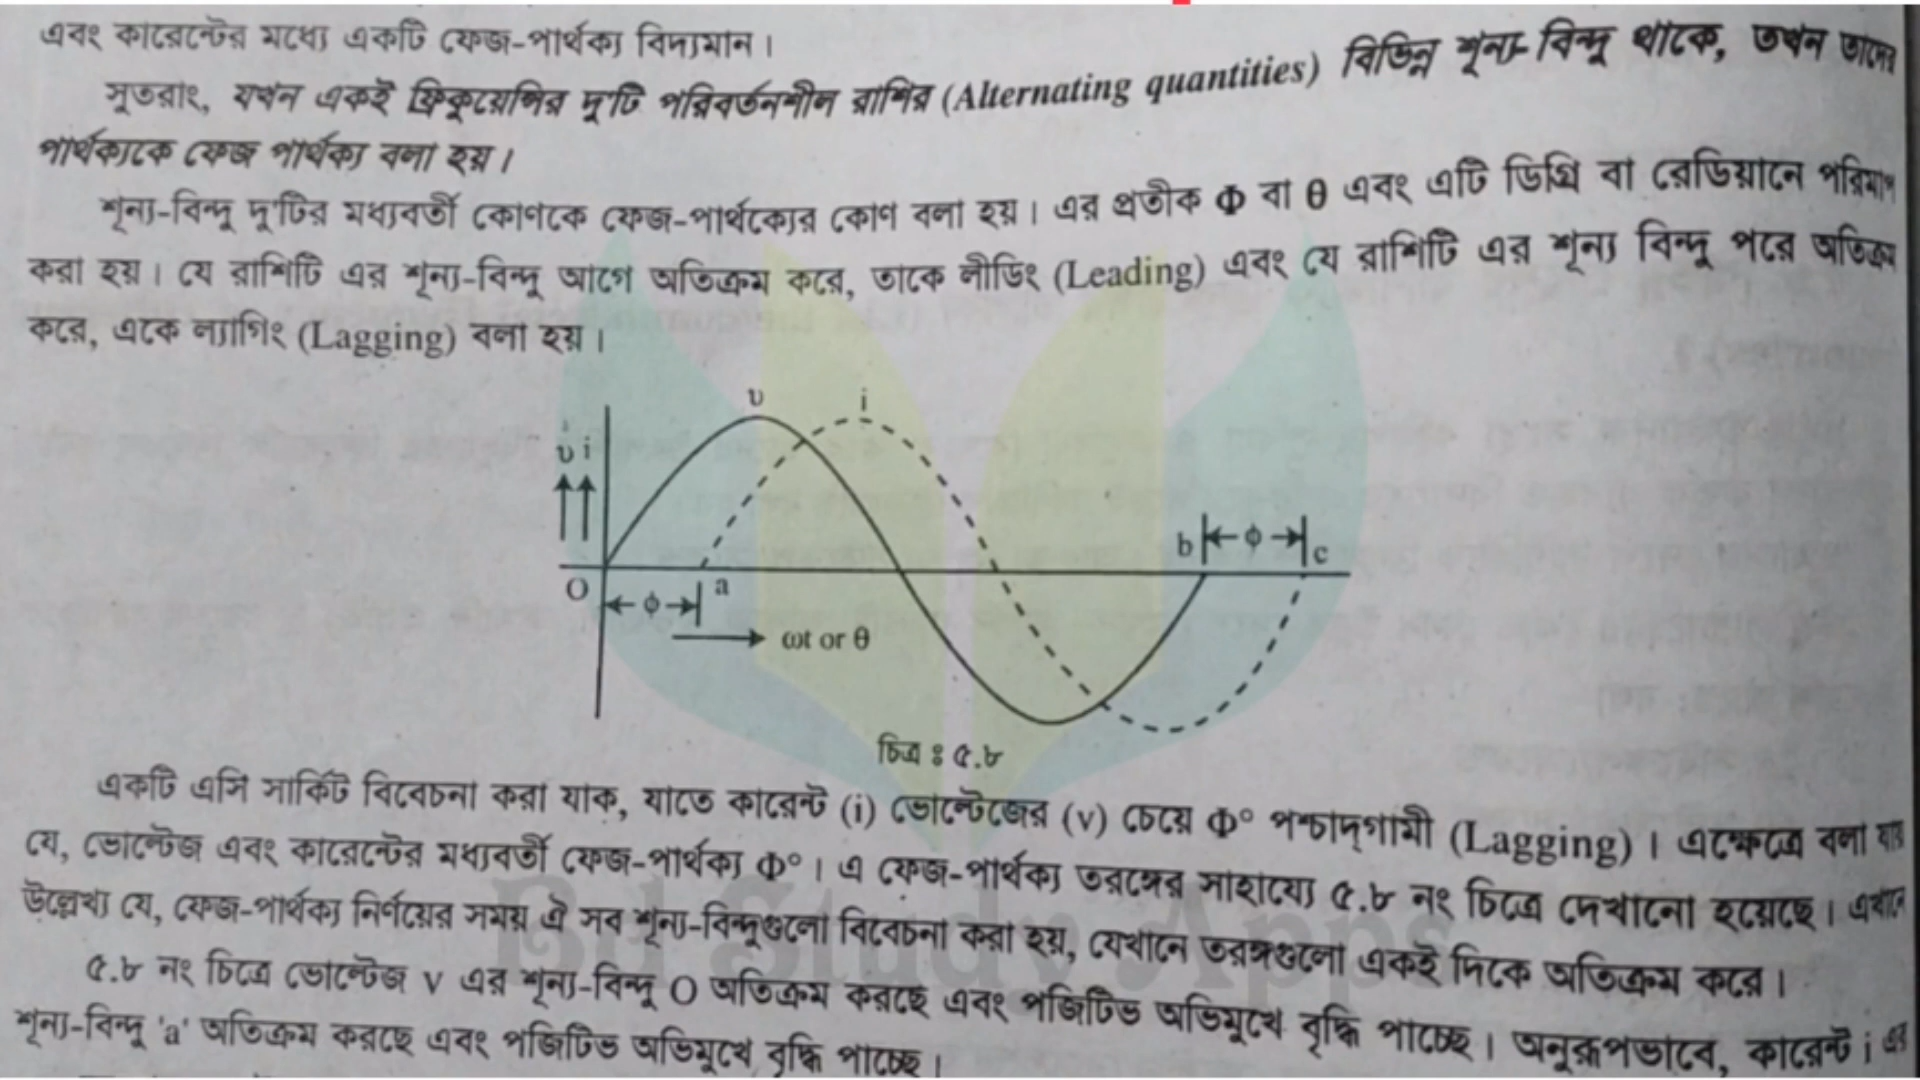 এবং কারেন্টের মধ্যে একটি ফেজ-পার্থক্য বিদ্যমান।
সুতরাং, যখন একই ফ্রিকুয়েন্সির দু'টি পরিবর্তনশীল রাশির (Alternating quantities) বিভিন্ন শূন্য-বিন্দু থাকে, তখন তাদের
পার্থক্যকে ফেজ পার্থক্য বলা হয়।
শূন্য-বিন্দু দু'টির মধ্যবর্তী কোণকে ফেজ-পার্থক্যের কোণ বলা হয়। এর প্রতীক Φ বা θ এবং এটি ডিগ্রি বা রেডিয়ানে পরিমাপ
করা হয়। যে রাশিটি এর শূন্য-বিন্দু আগে অতিক্রম করে, তাকে লীডিং (Leading) এবং যে রাশিটি এর শূন্য বিন্দু পরে অতিক্রম
করে, একে ল্যাগিং (Lagging) বলা হয়।
υ i
υ i
b ϕ c
O ϕ a
ωt or θ
চিত্র ঃ ৫.৮
একটি এসি সার্কিট বিবেচনা করা যাক, যাতে কারেন্ট (i) ভোল্টেজের (v) চেয়ে Φ° পশ্চাদ্‌গামী (Lagging)। এক্ষেত্রে বলা যায়
যে, ভোল্টেজ এবং কারেন্টের মধ্যবর্তী ফেজ-পার্থক্য Φ°। এ ফেজ-পার্থক্য তরঙ্গের সাহায্যে ৫.৮ নং চিত্রে দেখানো হয়েছে। এখানে
উল্লেখ্য যে, ফেজ-পার্থক্য নির্ণয়ের সময় ঐ সব শূন্য-বিন্দুগুলো বিবেচনা করা হয়, যেখানে তরঙ্গগুলো একই দিকে অতিক্রম করে।
Bd Study Apps
৫.৮ নং চিত্রে ভোল্টেজ v এর শূন্য-বিন্দু O অতিক্রম করছে এবং পজিটিভ অভিমুখে বৃদ্ধি পাচ্ছে। অনুরূপভাবে, কারেন্ট i এর
শূন্য-বিন্দু 'a' অতিক্রম করছে এবং পজিটিভ অভিমুখে বৃদ্ধি পাচ্ছে।